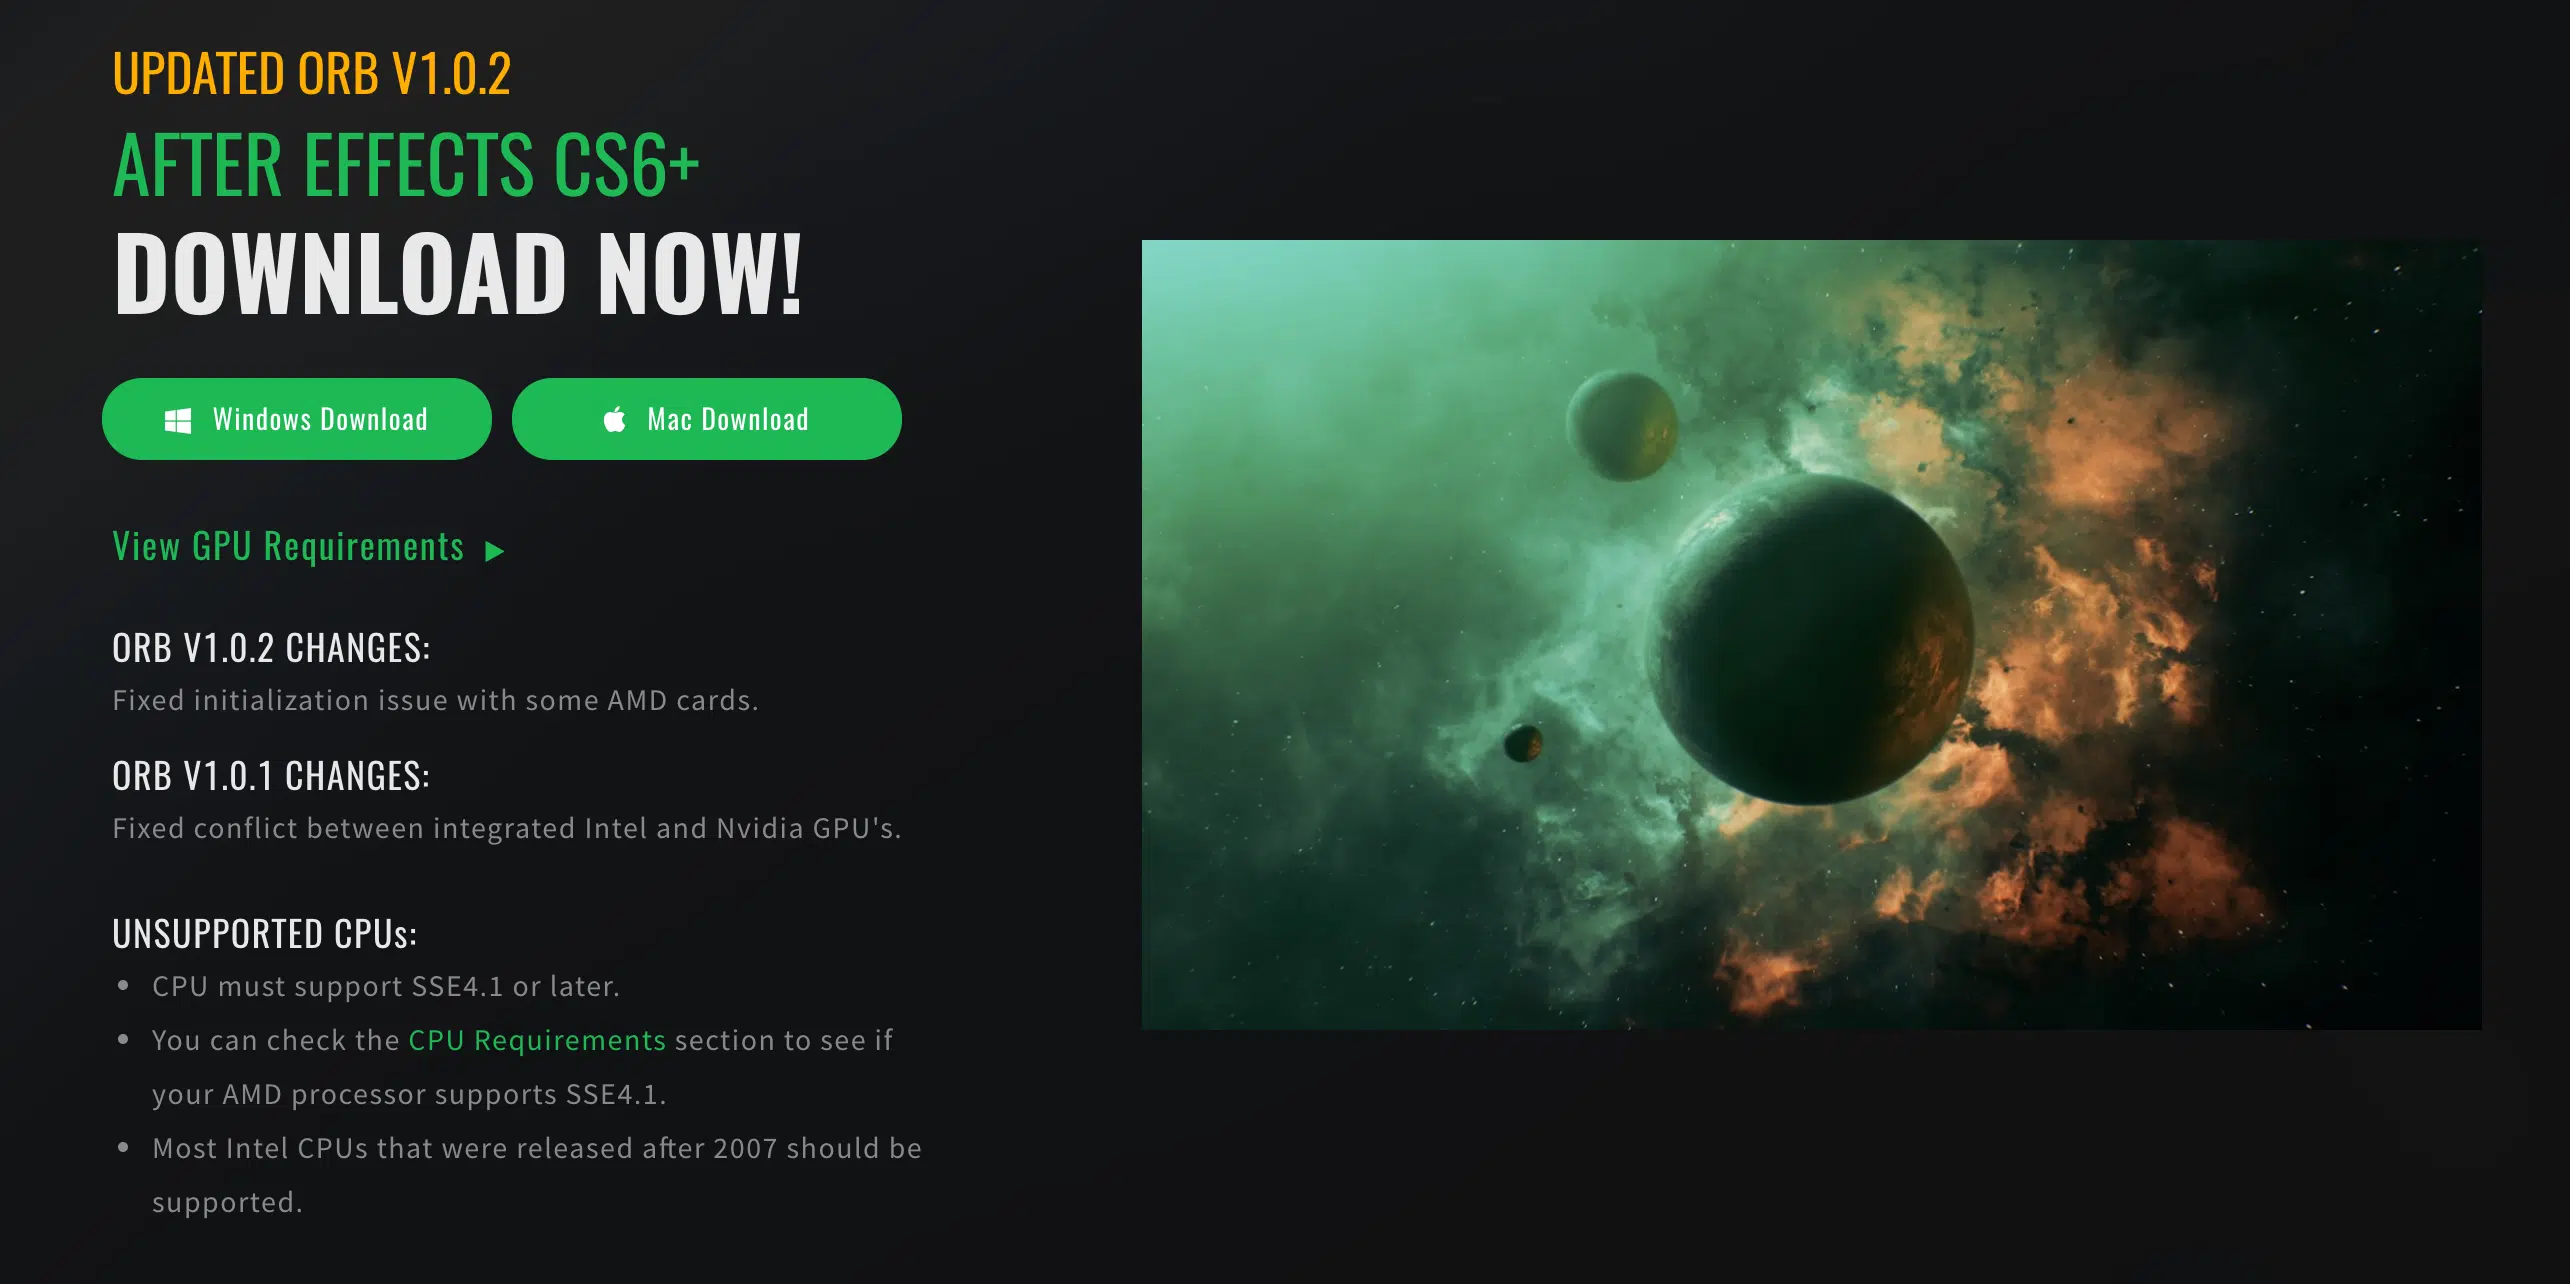 UPDATED ORB V1.0.2
AFTER EFFECTS CS6+
DOWNLOAD NOW!
Windows Download
Mac Download
View GPU Requirements
ORB V1.0.2 CHANGES:
Fixed initialization issue with some AMD cards.
ORB V1.0.1 CHANGES:
Fixed conflict between integrated Intel and Nvidia GPU's.
UNSUPPORTED CPUs:
• CPU must support SSE4.1 or later.
• You can check the CPU Requirements section to see if
your AMD processor supports SSE4.1.
• Most Intel CPUs that were released after 2007 should be
supported.